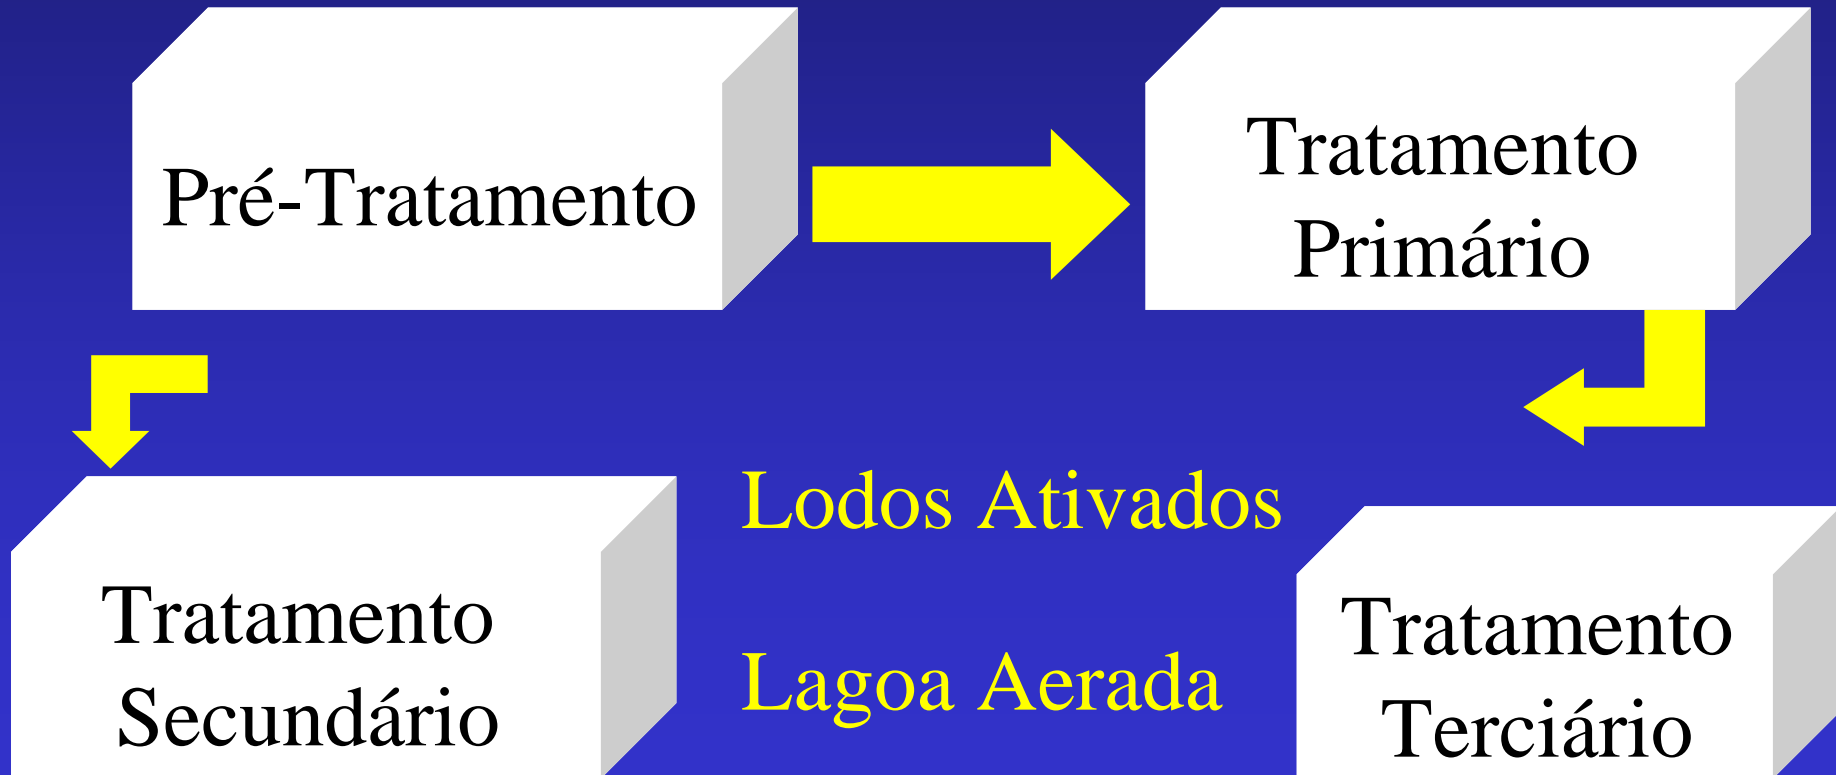 Pré-Tratamento
Tratamento
Primário
Tratamento
Secundário
Lodos Ativados
Lagoa Aerada
Tratamento
Terciário